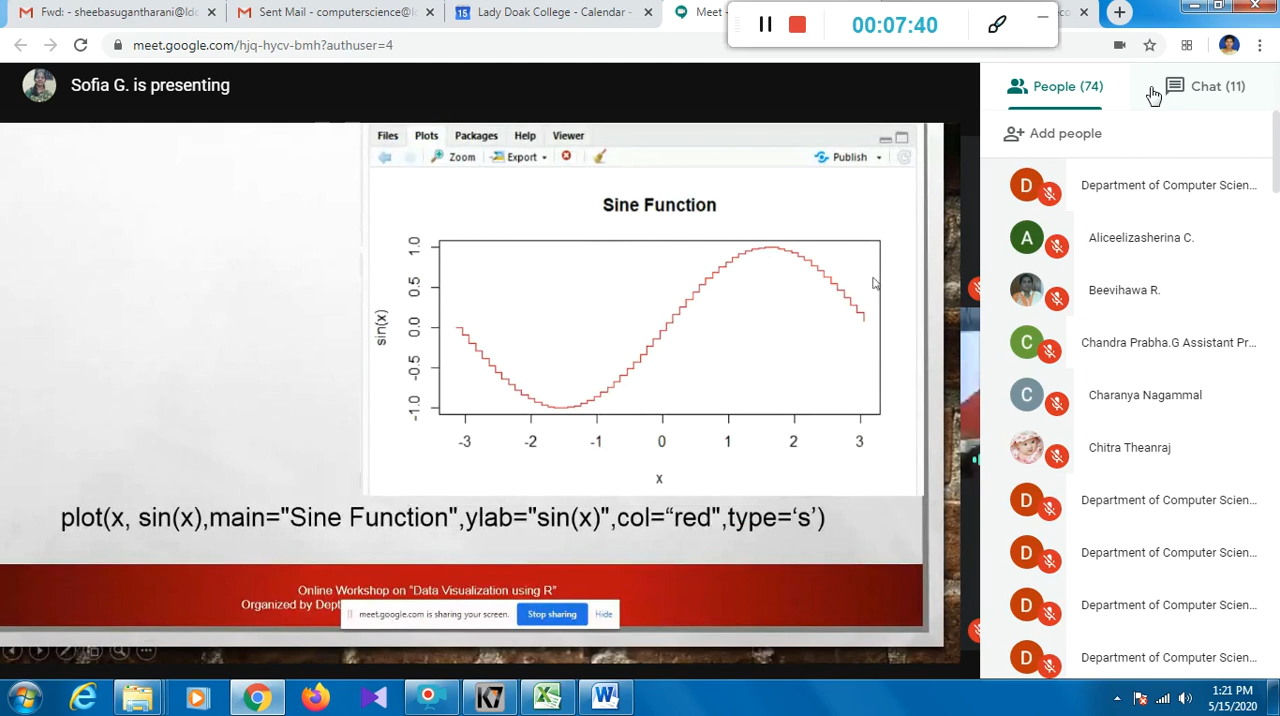 Fwd: - sheebasugantharani@ldc
Sent Mail - computerscience@l
Lady Doak College - Calendar -
Meet -
ces
00:07:40
meet.google.com/hjq-hycv-bmh?authuser=4
Sofia G. is presenting
People (74)
Chat (11)
Add people
Files Plots Packages Help Viewer
Zoom Export Publish
Sine Function
sin(x)
1.0
0.5
0.0
-0.5
-1.0
-3 -2 -1 0 1 2 3
x
plot(x, sin(x),main="Sine Function",ylab="sin(x)",col=“red",type=‘s’)
Online Workshop on “Data Visualization using R”
Organized by Dept
meet.google.com is sharing your screen.
Stop sharing
Hide
D
Department of Computer Scien...
A
Aliceelizasherina C.
Beevihawa R.
C
Chandra Prabha.G Assistant Pr...
C
Charanya Nagammal
Chitra Theanraj
D
Department of Computer Scien...
D
Department of Computer Scien...
D
Department of Computer Scien...
D
Department of Computer Scien...
K7
1:21 PM
5/15/2020